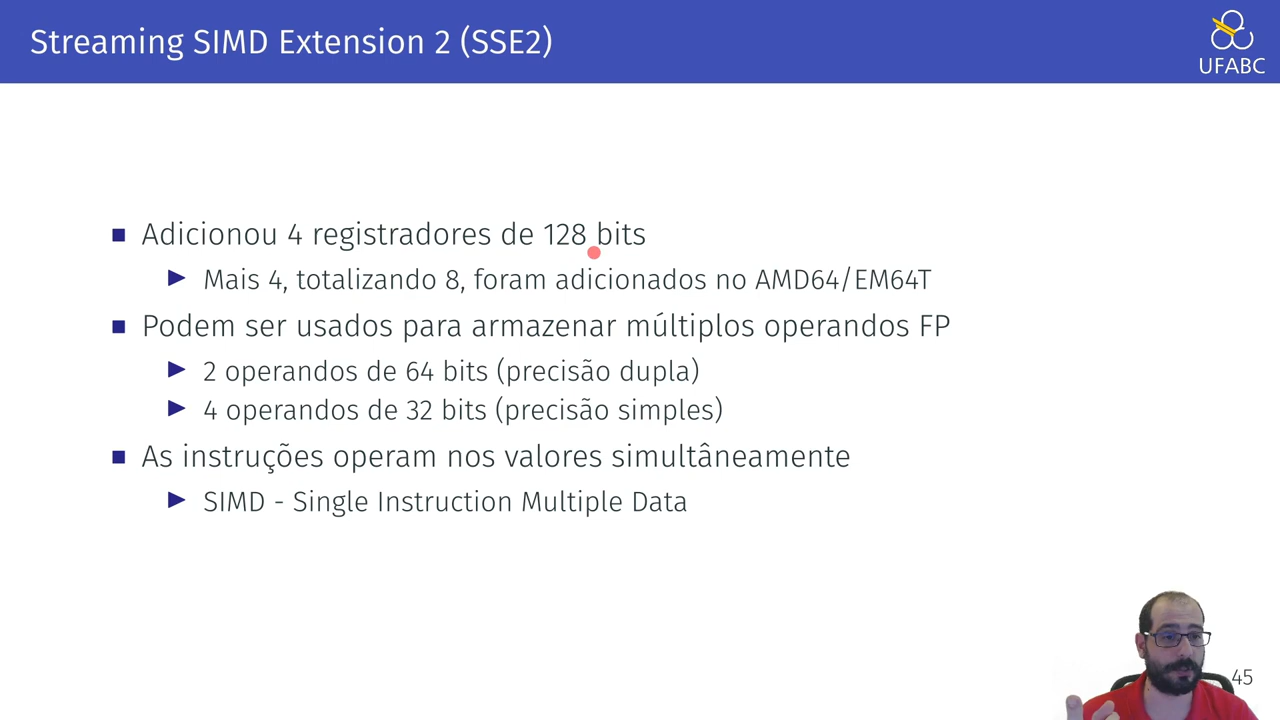 Streaming SIMD Extension 2 (SSE2)
UFABC
Adicionou 4 registradores de 128 bits
Mais 4, totalizando 8, foram adicionados no AMD64/EM64T
Podem ser usados para armazenar múltiplos operandos FP
2 operandos de 64 bits (precisão dupla)
4 operandos de 32 bits (precisão simples)
As instruções operam nos valores simultâneamente
SIMD - Single Instruction Multiple Data
45